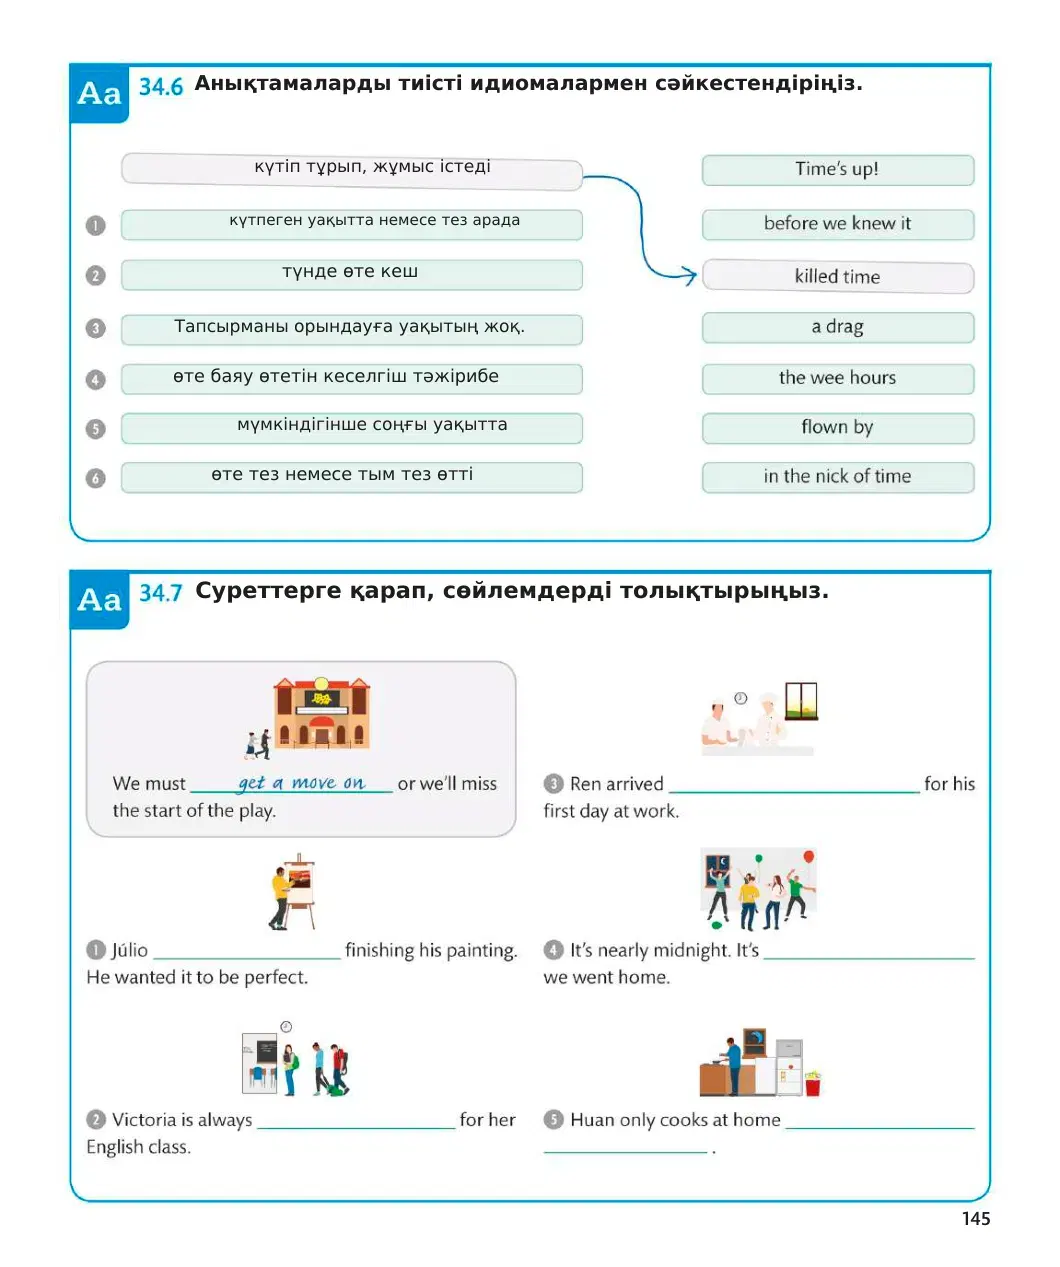 Aa 34.6 Анықтамаларды тиісті идиомалармен сәйкестендіріңіз.
күтіп тұрып, жұмыс істеді
Time's up!
1 күтпеген уақытта немесе тез арада
before we knew it
2 түнде өте кеш
killed time
3 Тапсырманы орындауға уақытың жоқ.
a drag
4 өте баяу өтетін кеселгіш тәжірибе
the wee hours
5 мүмкіндігінше соңғы уақытта
flown by
6 өте тез немесе тым тез өтті
in the nick of time
Aa 34.7 Суреттерге қарап, сөйлемдерді толықтырыңыз.
We must get a move on or we'll miss
the start of the play.
1 Júlio finishing his painting.
He wanted it to be perfect.
2 Victoria is always for her
English class.
3 Ren arrived for his
first day at work.
4 It's nearly midnight. It's
we went home.
5 Huan only cooks at home
.
145